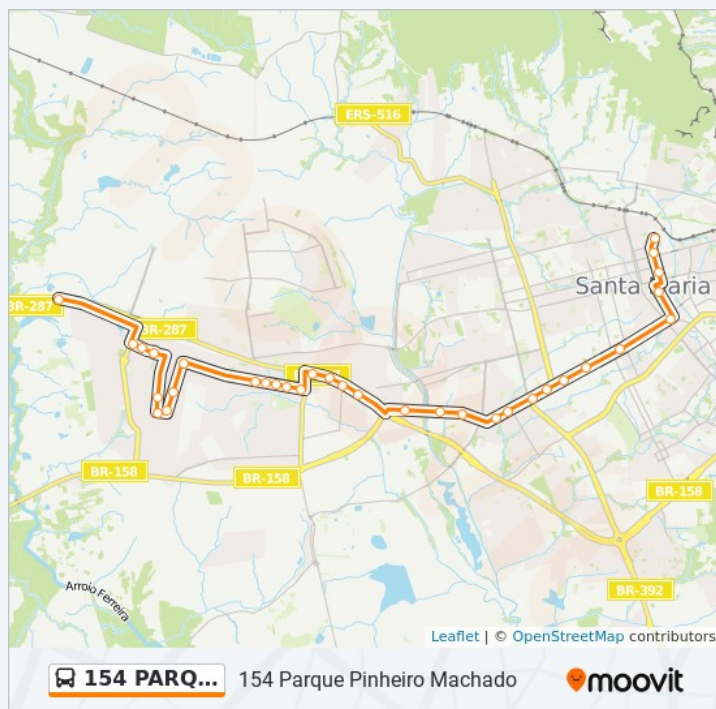 ERS-516
Santa Maria
BR-287
BR-287
BR-158
BR-158
BR-158
BR-392
Arroio Ferreira
Leaflet | © OpenStreetMap contributors
154 PARQ... 154 Parque Pinheiro Machado moovit